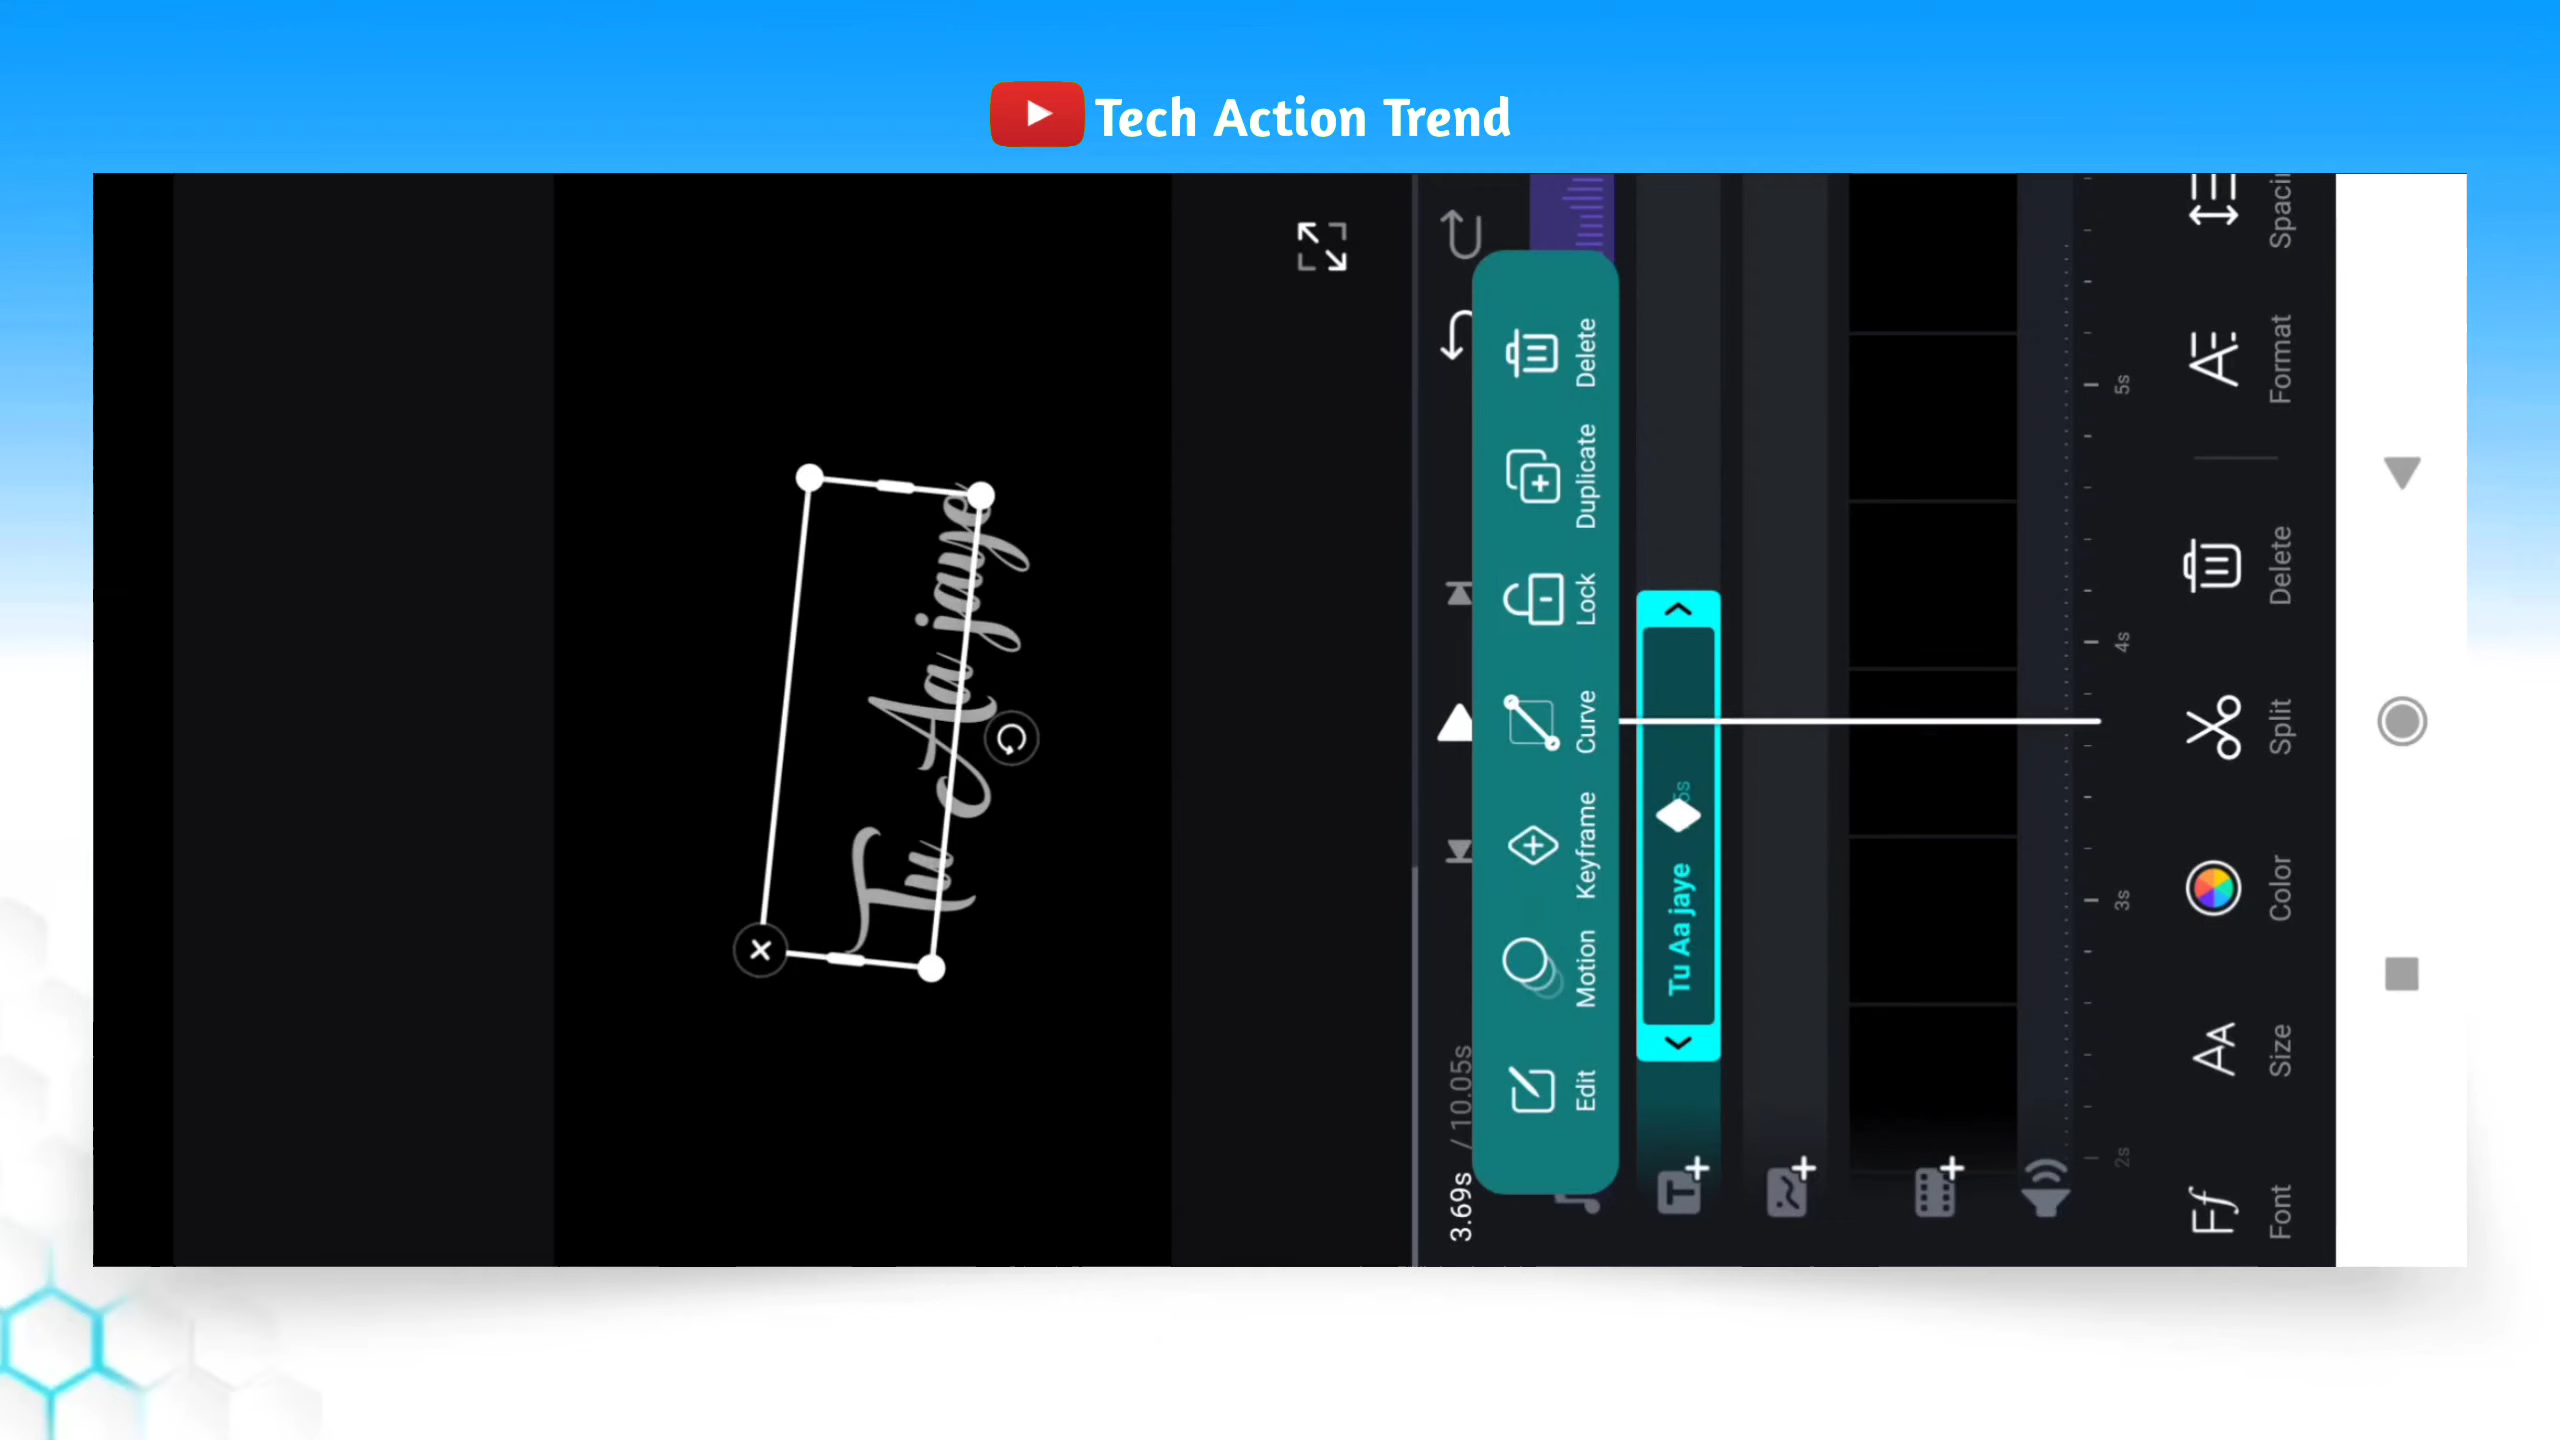 Tech Action Trend
Tu Aa jaye
3.69s / 10.05s
Edit
Motion
Keyframe
Curve
Lock
Duplicate
Delete
Tu Aa jaye
2s
3s
4s
5s
Font
Size
Color
Split
Delete
Format